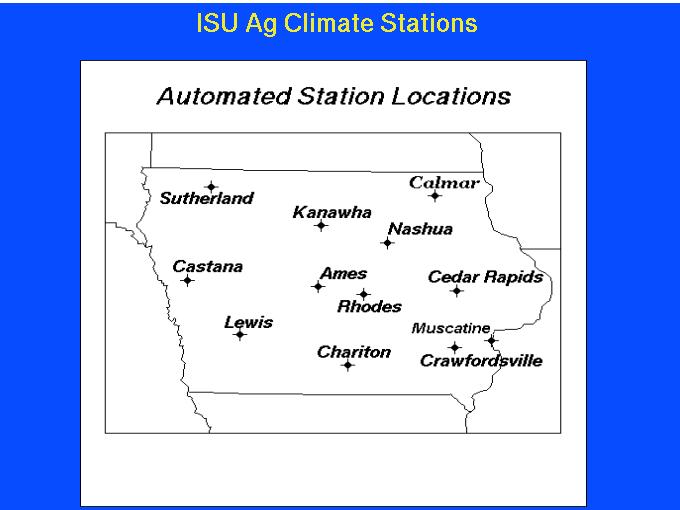 ISU Ag Climate Stations
Automated Station Locations
Calmar
Sutherland
Kanawha
Nashua
Castana
Ames
Cedar Rapids
Rhodes
Lewis
Muscatine
Chariton
Crawfordsville